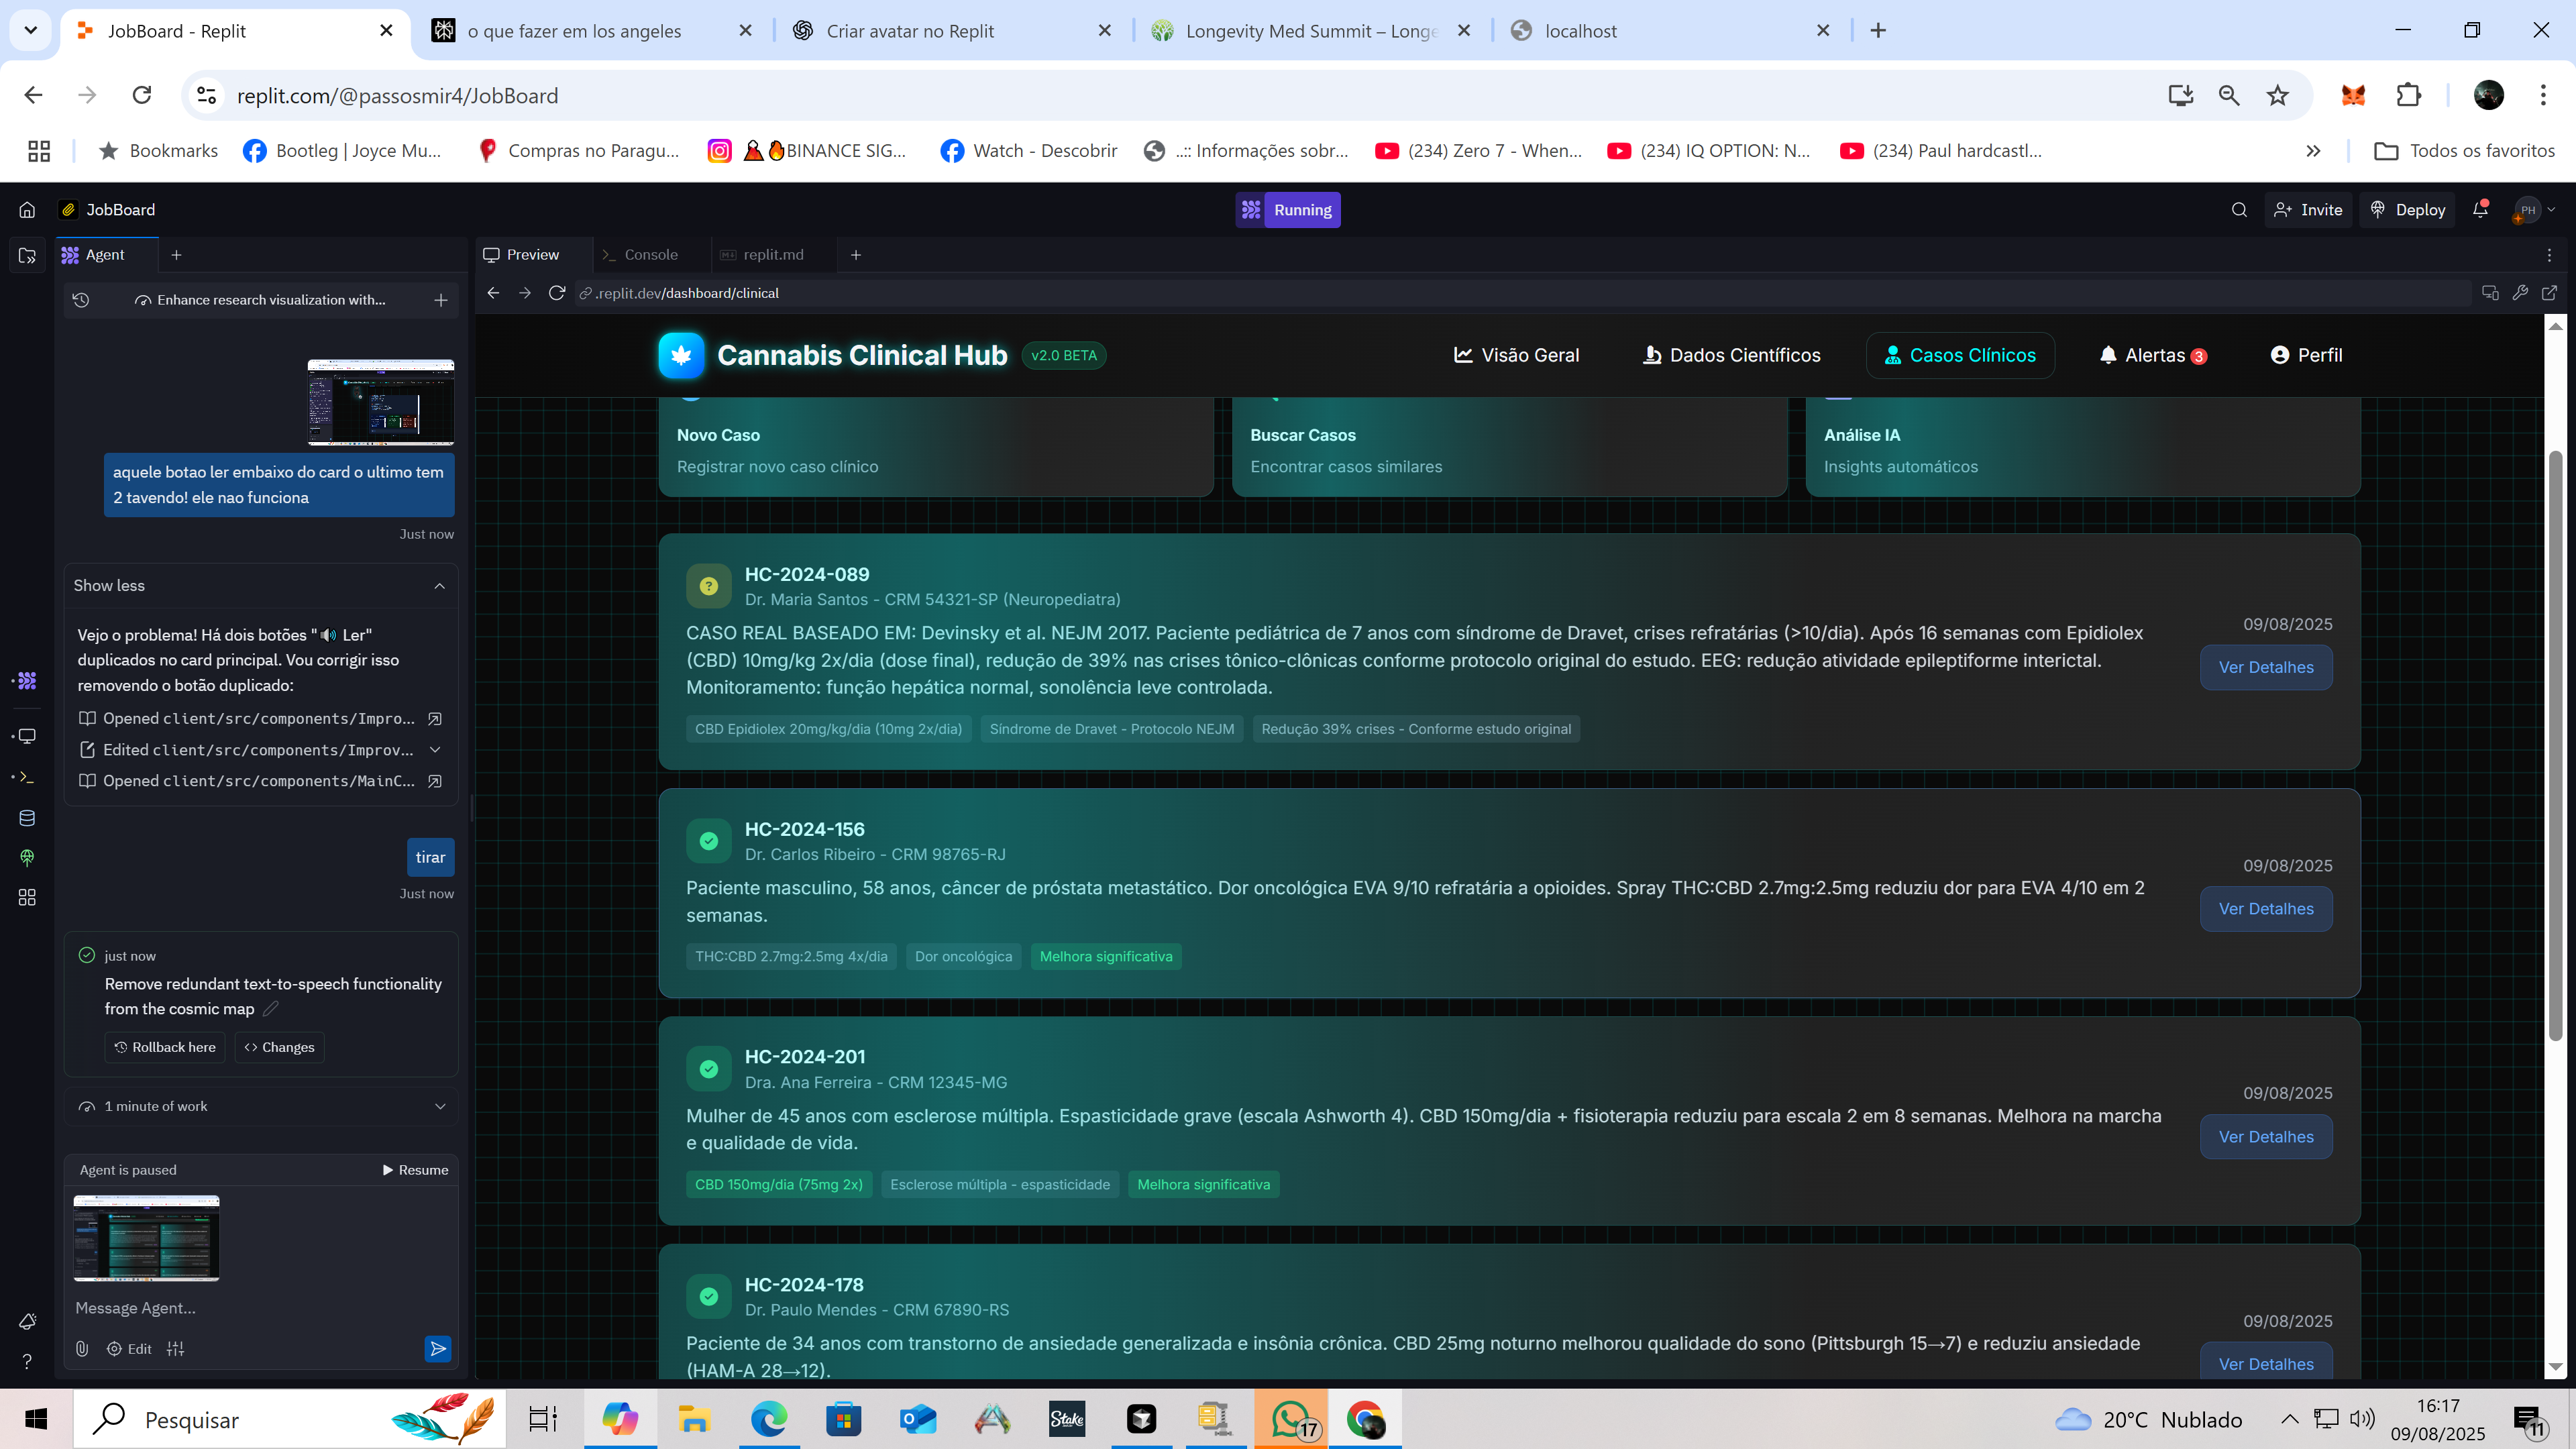 JobBoard - Replit
o que fazer em los angeles
Criar avatar no Replit
Longevity Med Summit – Longe
localhost
replit.com/@passosmir4/JobBoard
Bookmarks
Bootleg | Joyce Mu...
Compras no Paragu...
BINANCE SIG...
Watch - Descobrir
..:: Informações sobr...
(234) Zero 7 - When...
(234) IQ OPTION: N...
(234) Paul hardcastl...
Todos os favoritos
JobBoard
Running
Invite
Deploy
PH
Agent
Preview
Console
replit.md
Enhance research visualization with...
.replit.dev/dashboard/clinical
aquele botao ler embaixo do card o ultimo tem
2 tavendo! ele nao funciona
Just now
Show less
Vejo o problema! Há dois botões "🔊 Ler"
duplicados no card principal. Vou corrigir isso
removendo o botão duplicado:
Opened client/src/components/Impro...
Edited client/src/components/Improv...
Opened client/src/components/MainC...
tirar
Just now
just now
Remove redundant text-to-speech functionality
from the cosmic map
Rollback here
Changes
1 minute of work
Agent is paused
Resume
Message Agent...
Edit
Cannabis Clinical Hub
v2.0 BETA
Visão Geral
Dados Científicos
Casos Clínicos
Alertas 3
Perfil
Novo Caso
Registrar novo caso clínico
Buscar Casos
Encontrar casos similares
Análise IA
Insights automáticos
HC-2024-089
Dr. Maria Santos - CRM 54321-SP (Neuropediatra)
CASO REAL BASEADO EM: Devinsky et al. NEJM 2017. Paciente pediátrica de 7 anos com síndrome de Dravet, crises refratárias (>10/dia). Após 16 semanas com Epidiolex
(CBD) 10mg/kg 2x/dia (dose final), redução de 39% nas crises tônico-clônicas conforme protocolo original do estudo. EEG: redução atividade epileptiforme interictal.
Monitoramento: função hepática normal, sonolência leve controlada.
CBD Epidiolex 20mg/kg/dia (10mg 2x/dia)
Síndrome de Dravet - Protocolo NEJM
Redução 39% crises - Conforme estudo original
09/08/2025
Ver Detalhes
HC-2024-156
Dr. Carlos Ribeiro - CRM 98765-RJ
Paciente masculino, 58 anos, câncer de próstata metastático. Dor oncológica EVA 9/10 refratária a opioides. Spray THC:CBD 2.7mg:2.5mg reduziu dor para EVA 4/10 em 2
semanas.
THC:CBD 2.7mg:2.5mg 4x/dia
Dor oncológica
Melhora significativa
09/08/2025
Ver Detalhes
HC-2024-201
Dra. Ana Ferreira - CRM 12345-MG
Mulher de 45 anos com esclerose múltipla. Espasticidade grave (escala Ashworth 4). CBD 150mg/dia + fisioterapia reduziu para escala 2 em 8 semanas. Melhora na marcha
e qualidade de vida.
CBD 150mg/dia (75mg 2x)
Esclerose múltipla - espasticidade
Melhora significativa
09/08/2025
Ver Detalhes
HC-2024-178
Dr. Paulo Mendes - CRM 67890-RS
Paciente de 34 anos com transtorno de ansiedade generalizada e insônia crônica. CBD 25mg noturno melhorou qualidade do sono (Pittsburgh 15→7) e reduziu ansiedade
(HAM-A 28→12).
09/08/2025
Ver Detalhes
Pesquisar
Stake
17
20°C Nublado
16:17
09/08/2025
11